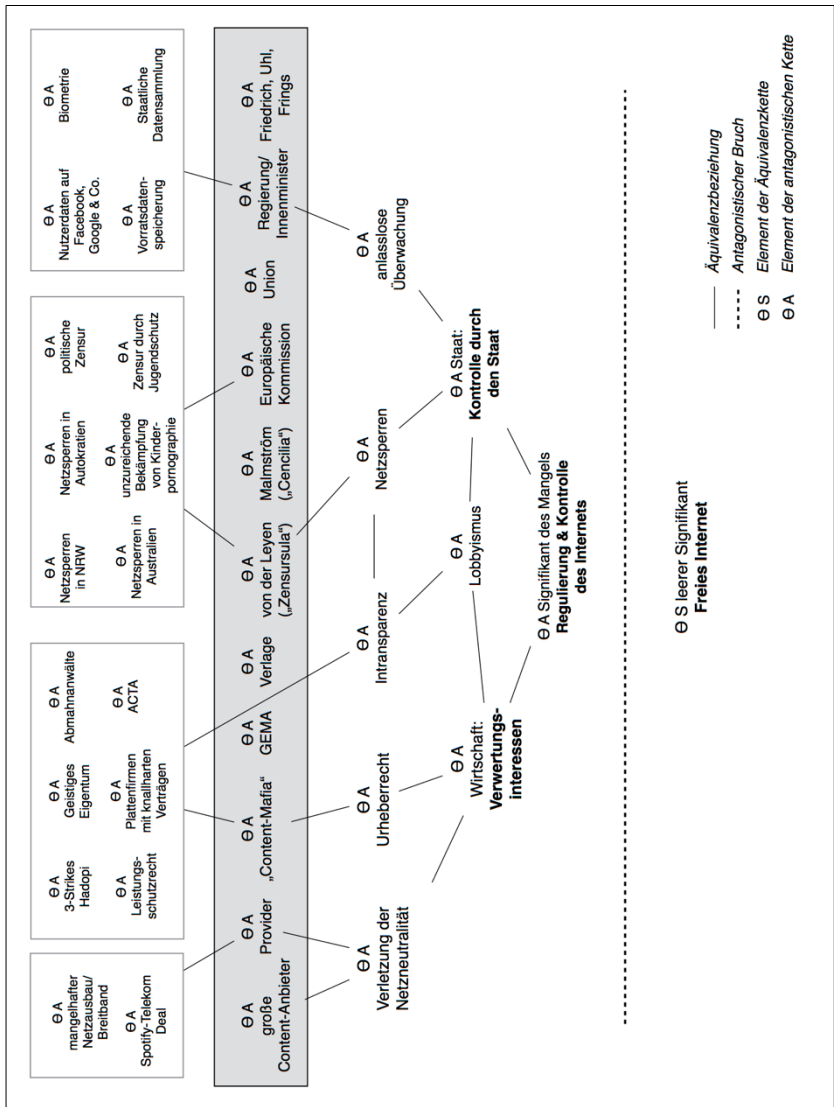 Θ A
mangelhafter
Netzausbau/
Breitband
Θ A
Spotify-Telekom
Deal
Θ A
3-Strikes
Hadopi
Θ A
Geistiges
Eigentum
Θ A
Abmahnanwälte
Θ A
Leistungs-
schutzrecht
Θ A
Plattenfirmen
mit knallharten
Verträgen
Θ A
ACTA
Θ A
Netzsperren
in NRW
Θ A
Netzsperren in
Autokratien
Θ A
politische
Zensur
Θ A
Netzsperren in
Australien
Θ A
unzureichende
Bekämpfung
von Kinder-
pornographie
Θ A
Zensur durch
Jugendschutz
Θ A
Nutzerdaten auf
Facebook,
Google & Co.
Θ A
Biometrie
Θ A
Vorratsdaten-
speicherung
Θ A
Staatliche
Datensammlung
Θ A
große
Content-Anbieter
Θ A
Provider
Θ A
„Content-Mafia“
Θ A
GEMA
Θ A
Verlage
Θ A
von der Leyen
(„Zensursula“)
Θ A
Malmström
(„Cencilia“)
Θ A
Europäische
Kommission
Θ A
Union
Θ A
Regierung/
Innenminister
Θ A
Friedrich, Uhl,
Frings
Θ A
Verletzung der
Netzneutralität
Θ A
Urheberrecht
Θ A
Intransparenz
Θ A
Netzsperren
Θ A
anlasslose
Überwachung
Θ A
Wirtschaft:
Verwertungs-
interessen
Θ A
Lobbyismus
Θ A Staat:
Kontrolle durch
den Staat
Θ A Signifikant des Mangels
Regulierung & Kontrolle
des Internets
Θ S leerer Signifikant
Freies Internet
Äquivalenzbeziehung
Antagonistischer Bruch
Θ S Element der Äquivalenzkette
Θ A Element der antagonistischen Kette